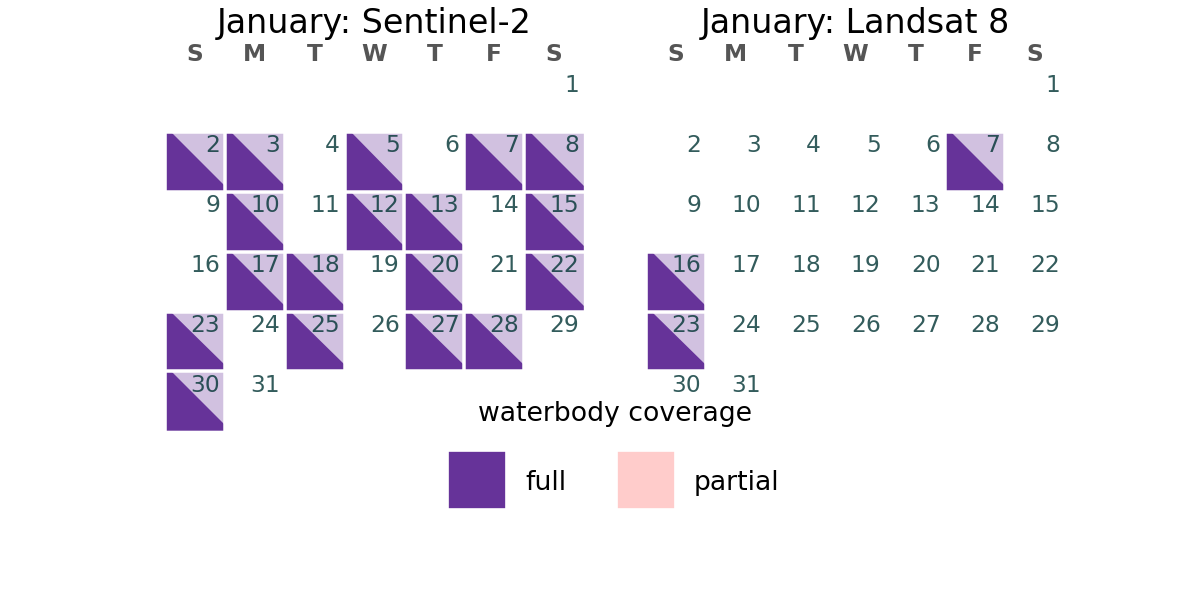 January: Sentinel-2
S M T W T F S
1
2 3 4 5 6 7 8
9 10 11 12 13 14 15
16 17 18 19 20 21 22
23 24 25 26 27 28 29
30 31
January: Landsat 8
S M T W T F S
1
2 3 4 5 6 7 8
9 10 11 12 13 14 15
16 17 18 19 20 21 22
23 24 25 26 27 28 29
30 31
waterbody coverage
full
partial